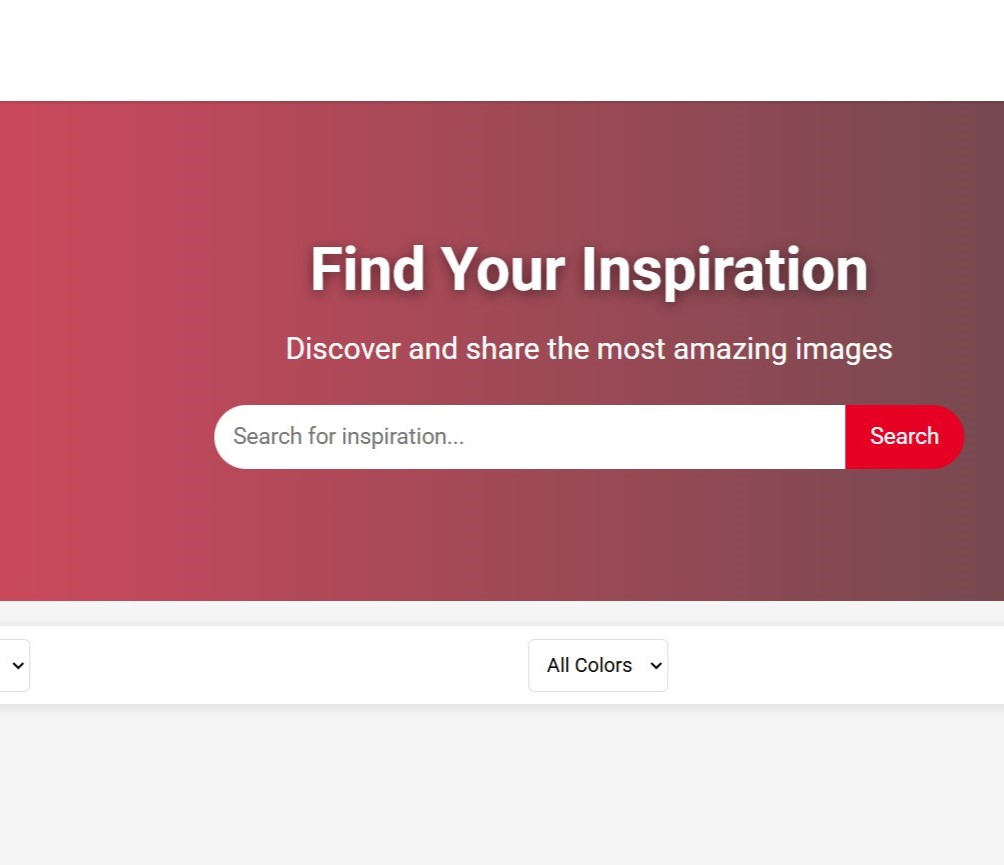 Find Your Inspiration
Discover and share the most amazing images
Search for inspiration...
Search
All Colors